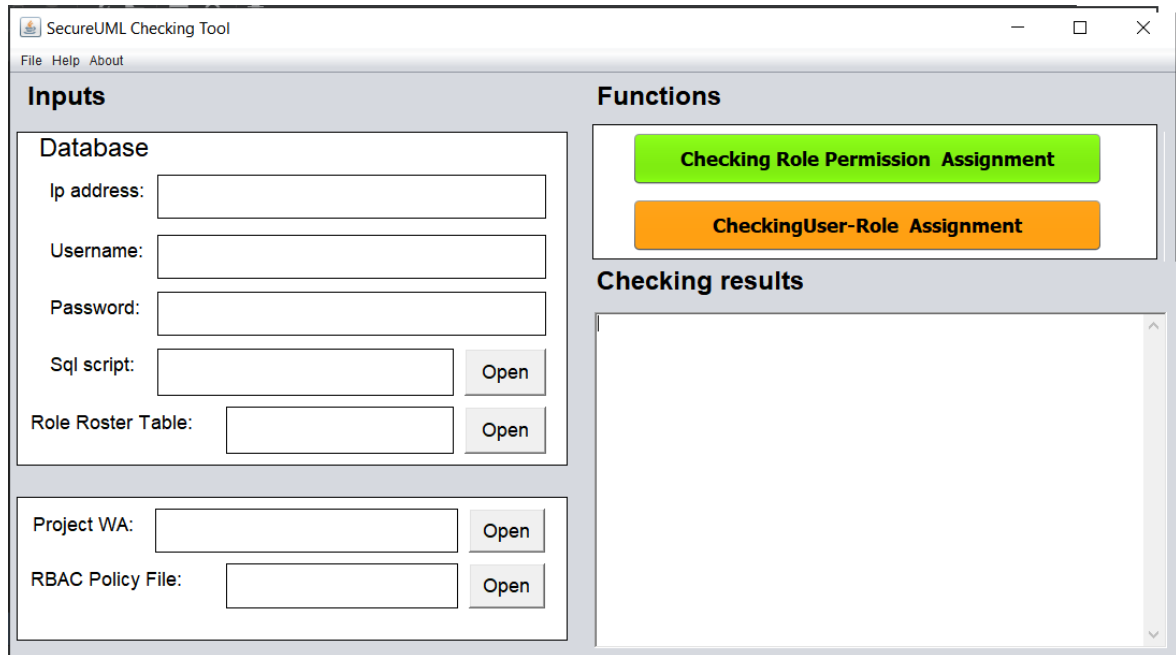 SecureUML Checking Tool
File Help About
Inputs
Database
Ip address:
Username:
Password:
Sql script:
Open
Role Roster Table:
Open
Project WA:
Open
RBAC Policy File:
Open
Functions
Checking Role Permission Assignment
CheckingUser-Role Assignment
Checking results